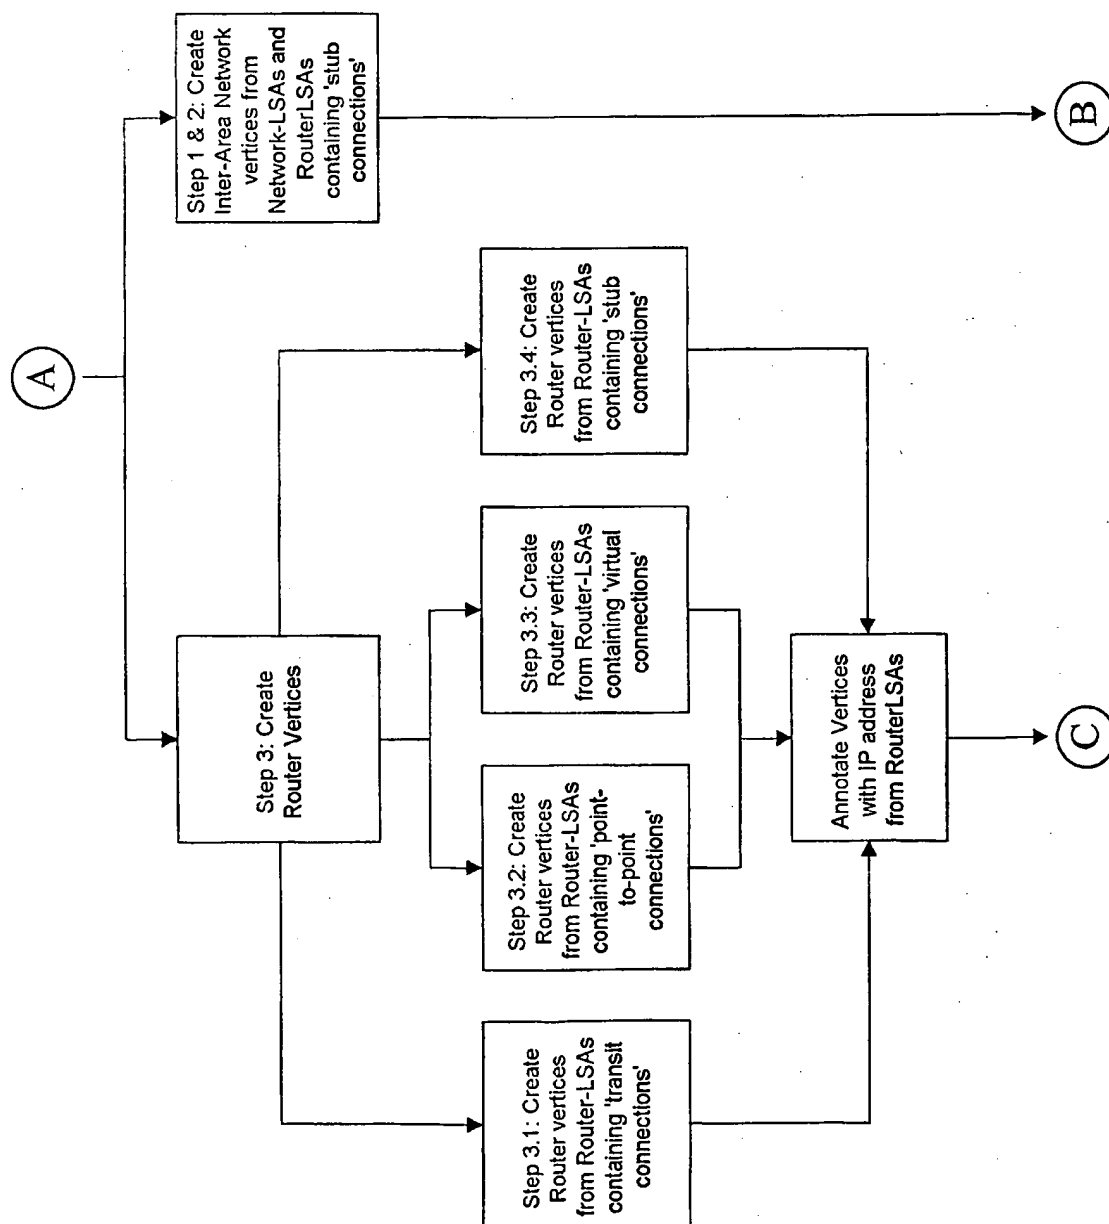 A
Step 1 & 2: Create
Inter-Area Network
vertices from
Network-LSAs and
RouterLSAs
containing 'stub
connections'
Step 3: Create
Router Vertices
Step 3.1: Create
Router vertices
from Router-LSAs
containing 'transit
connections'
Step 3.2: Create
Router vertices
from Router-LSAs
containing 'point-
to-point
connections'
Step 3.3: Create
Router vertices
from Router-LSAs
containing 'virtual
connections'
Step 3.4: Create
Router vertices
from Router-LSAs
containing 'stub
connections'
Annotate Vertices
with IP address
from RouterLSAs
B
C